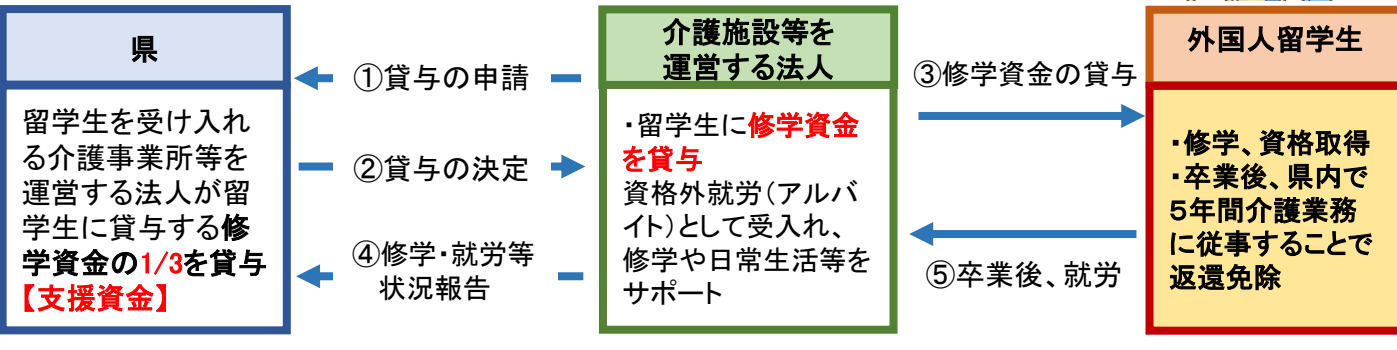 県
留学生を受け入れ
る介護事業所等を
運営する法人が留
学生に貸与する修
学資金の1/3を貸与
【支援資金】
①貸与の申請
②貸与の決定
④修学・就労等
状況報告
介護施設等を
運営する法人
・留学生に修学資金
を貸与
資格外就労(アルバ
イト)として受入れ、
修学や日常生活等を
サポート
③修学資金の貸与
⑤卒業後、就労
外国人留学生
・修学、資格取得
・卒業後、県内で
5年間介護業務
に従事することで
返還免除